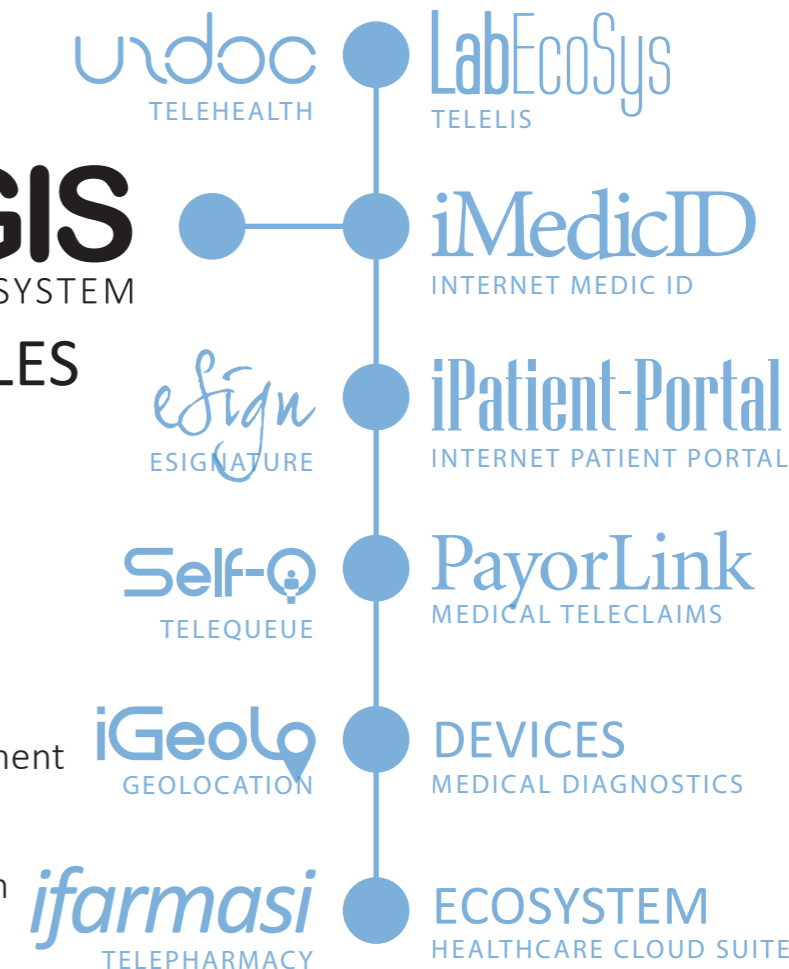 urdoc
TELEHEALTH
LabEcoSys
TELELIS
GIS
SYSTEM
LES
iMedicID
INTERNET MEDIC ID
eSign
ESIGNATURE
iPatient-Portal
INTERNET PATIENT PORTAL
Self-Q
TELEQUEUE
PayorLink
MEDICAL TELECLAIMS
ment
iGeolo
GEOLOCATION
DEVICES
MEDICAL DIAGNOSTICS
n
ifarmasi
TELEPHARMACY
ECOSYSTEM
HEALTHCARE CLOUD SUITE